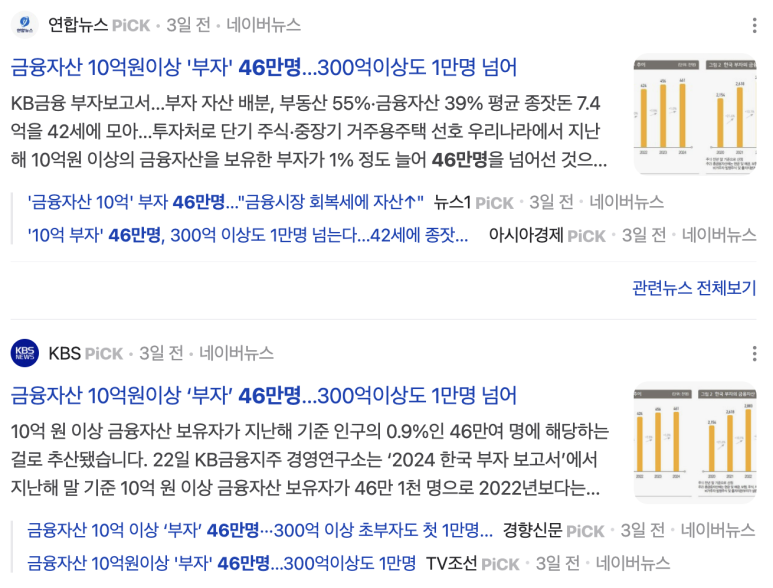 연합뉴스 PiCK · 3일 전 · 네이버뉴스
금융자산 10억원이상 '부자' 46만명...300억이상도 1만명 넘어
KB금융 부자보고서...부자 자산 배분, 부동산 55%·금융자산 39% 평균 종잣돈 7.4
억을 42세에 모아...투자처로 단기 주식·중장기 거주용주택 선호 우리나라에서 지난
해 10억원 이상의 금융자산을 보유한 부자가 1% 정도 늘어 46만명을 넘어선 것으...
'금융자산 10억' 부자 46만명..."금융시장 회복세에 자산↑" 뉴스1 PiCK · 3일 전 · 네이버뉴스
'10억 부자' 46만명, 300억 이상도 1만명 넘는다...42세에 종잣... 아시아경제 PiCK · 3일 전 · 네이버뉴스
관련뉴스 전체보기
KBS NEWS
KBS PiCK · 3일 전 · 네이버뉴스
금융자산 10억원이상 ‘부자’ 46만명...300억이상도 1만명 넘어
10억 원 이상 금융자산 보유자가 지난해 기준 인구의 0.9%인 46만여 명에 해당하는
걸로 추산됐습니다. 22일 KB금융지주 경영연구소는 ‘2024 한국 부자 보고서’에서
지난해 말 기준 10억 원 이상 금융자산 보유자가 46만 1천 명으로 2022년보다는...
금융자산 10억 이상 ‘부자’ 46만명…300억 이상 초부자도 첫 1만명... 경향신문 PiCK · 3일 전 · 네이버뉴스
금융자산 10억원이상 '부자' 46만명...300억이상도 1만명 TV조선 PiCK · 3일 전 · 네이버뉴스